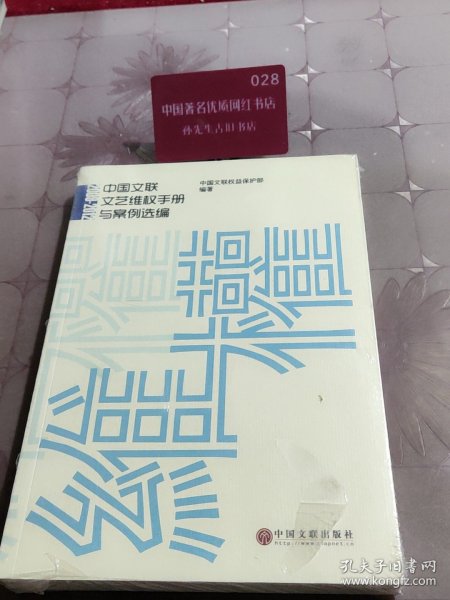 028
中国著名优质网红书店
孙先生古旧书店
中国文联
文艺维权手册
与案例选编
中国文联权益保护部
编著
维权
中国文联出版社
孔夫子旧书网
www.kongfz.com